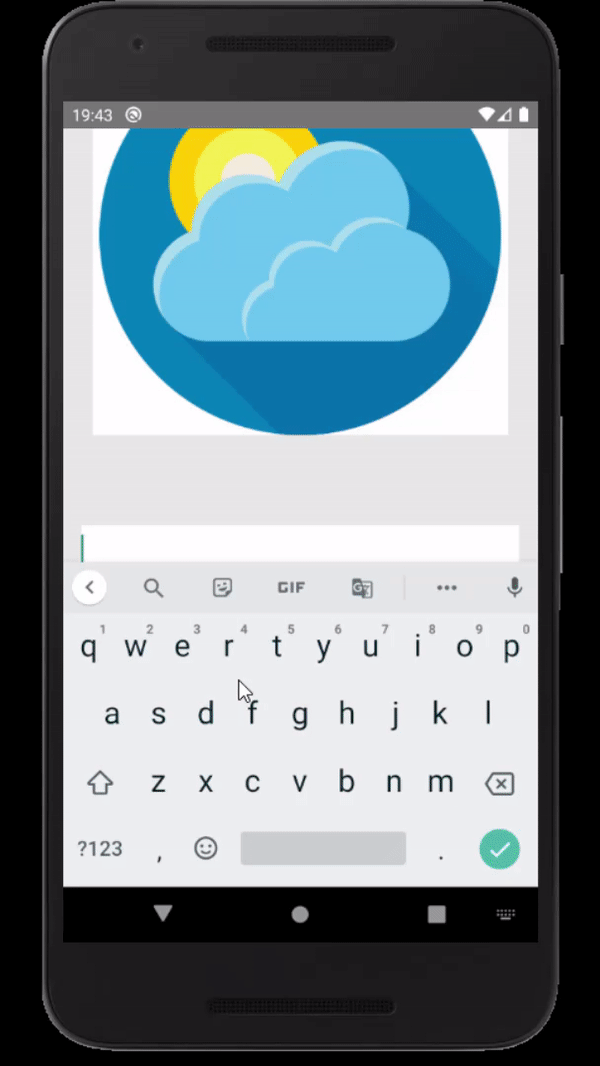 19:43
GIF
G
1 2 3 4 5 6 7 8 9 0
q w e r t y u i o p
a s d f g h j k l
z x c v b n m
?123 , .